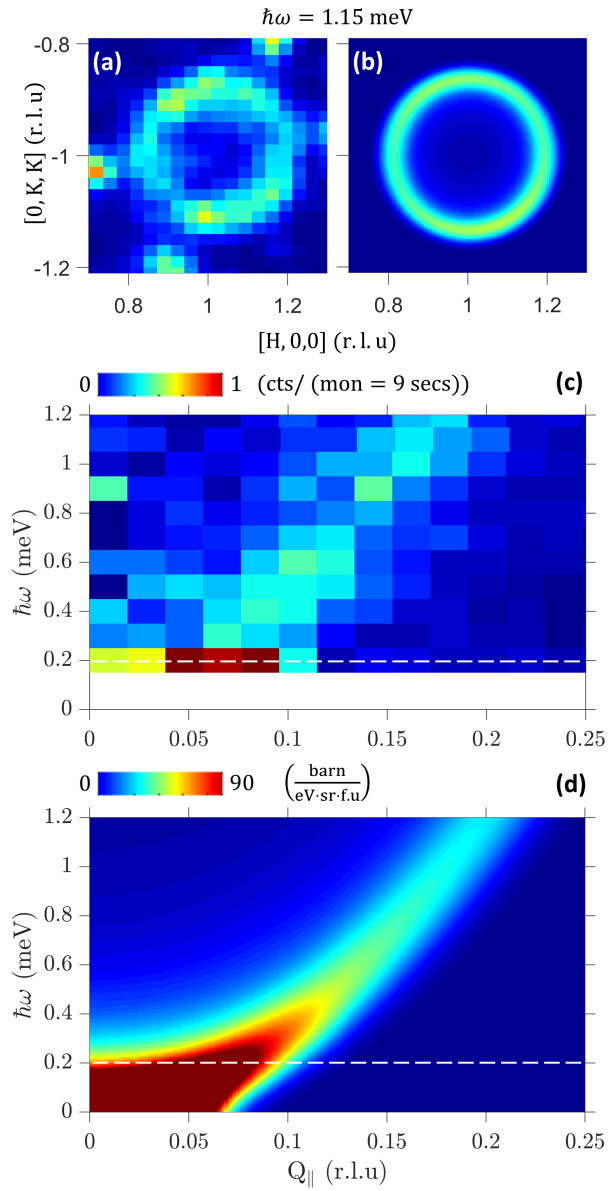 ℏω = 1.15 meV
(a) (b)
-0.8
-1
-1.2
[0, K, K] (r. l. u)
0.8 1 1.2 0.8 1 1.2
[H, 0,0] (r. l. u)
0 1 (cts/ (mon = 9 secs)) (c)
1.2
1
0.8
0.6
0.4
0.2
0
ℏω (meV)
0 0.05 0.1 0.15 0.2 0.25
0 90 (barn / eV·sr·f.u) (d)
1.2
1
0.8
0.6
0.4
0.2
0
ℏω (meV)
0 0.05 0.1 0.15 0.2 0.25
Q∥ (r.l.u)